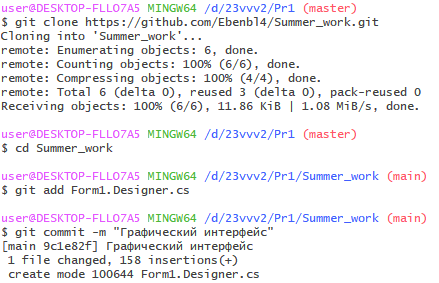 user@DESKTOP-FLLO7A5 MINGW64 /d/23vvv2/Pr1 (master)
$ git clone https://github.com/Ebenbl4/Summer_work.git
Cloning into 'Summer_work'...
remote: Enumerating objects: 6, done.
remote: Counting objects: 100% (6/6), done.
remote: Compressing objects: 100% (4/4), done.
remote: Total 6 (delta 0), reused 3 (delta 0), pack-reused 0
Receiving objects: 100% (6/6), 11.86 KiB | 1.08 MiB/s, done.
user@DESKTOP-FLLO7A5 MINGW64 /d/23vvv2/Pr1 (master)
$ cd Summer_work
user@DESKTOP-FLLO7A5 MINGW64 /d/23vvv2/Pr1/Summer_work (main)
$ git add Form1.Designer.cs
user@DESKTOP-FLLO7A5 MINGW64 /d/23vvv2/Pr1/Summer_work (main)
$ git commit -m "Графический интерфейс"
[main 9c1e82f] Графический интерфейс
1 file changed, 158 insertions(+)
create mode 100644 Form1.Designer.cs